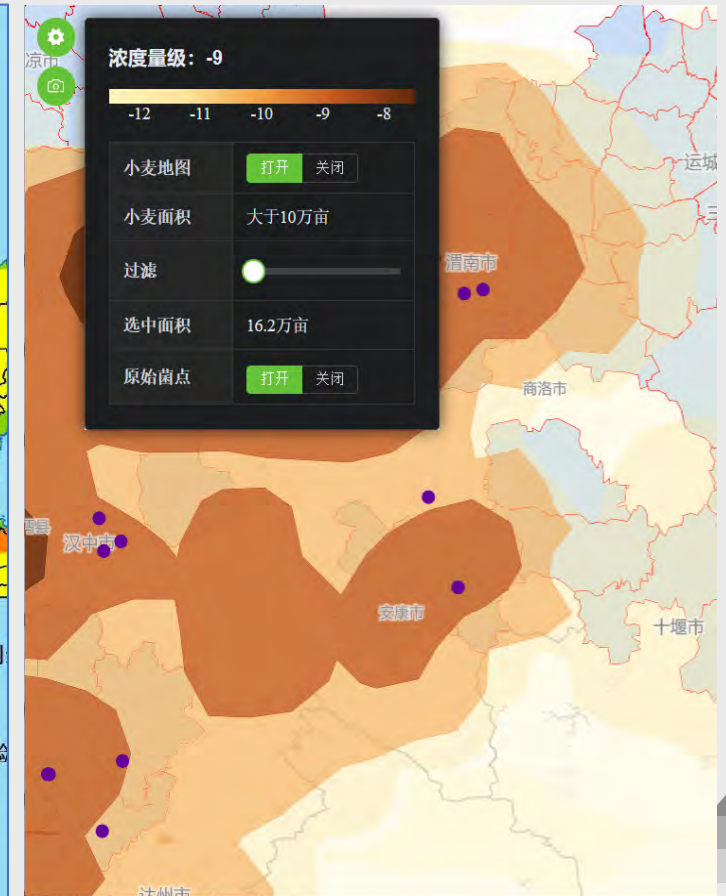 浓度量级：-9
-12 -11 -10 -9 -8
小麦地图 打开 关闭
小麦面积 大于10万亩
过滤
选中面积 16.2万亩
原始菌点 打开 关闭
凉市
运城
三
渭南市
商洛市
县
汉中市
安康市
十堰市
达州市